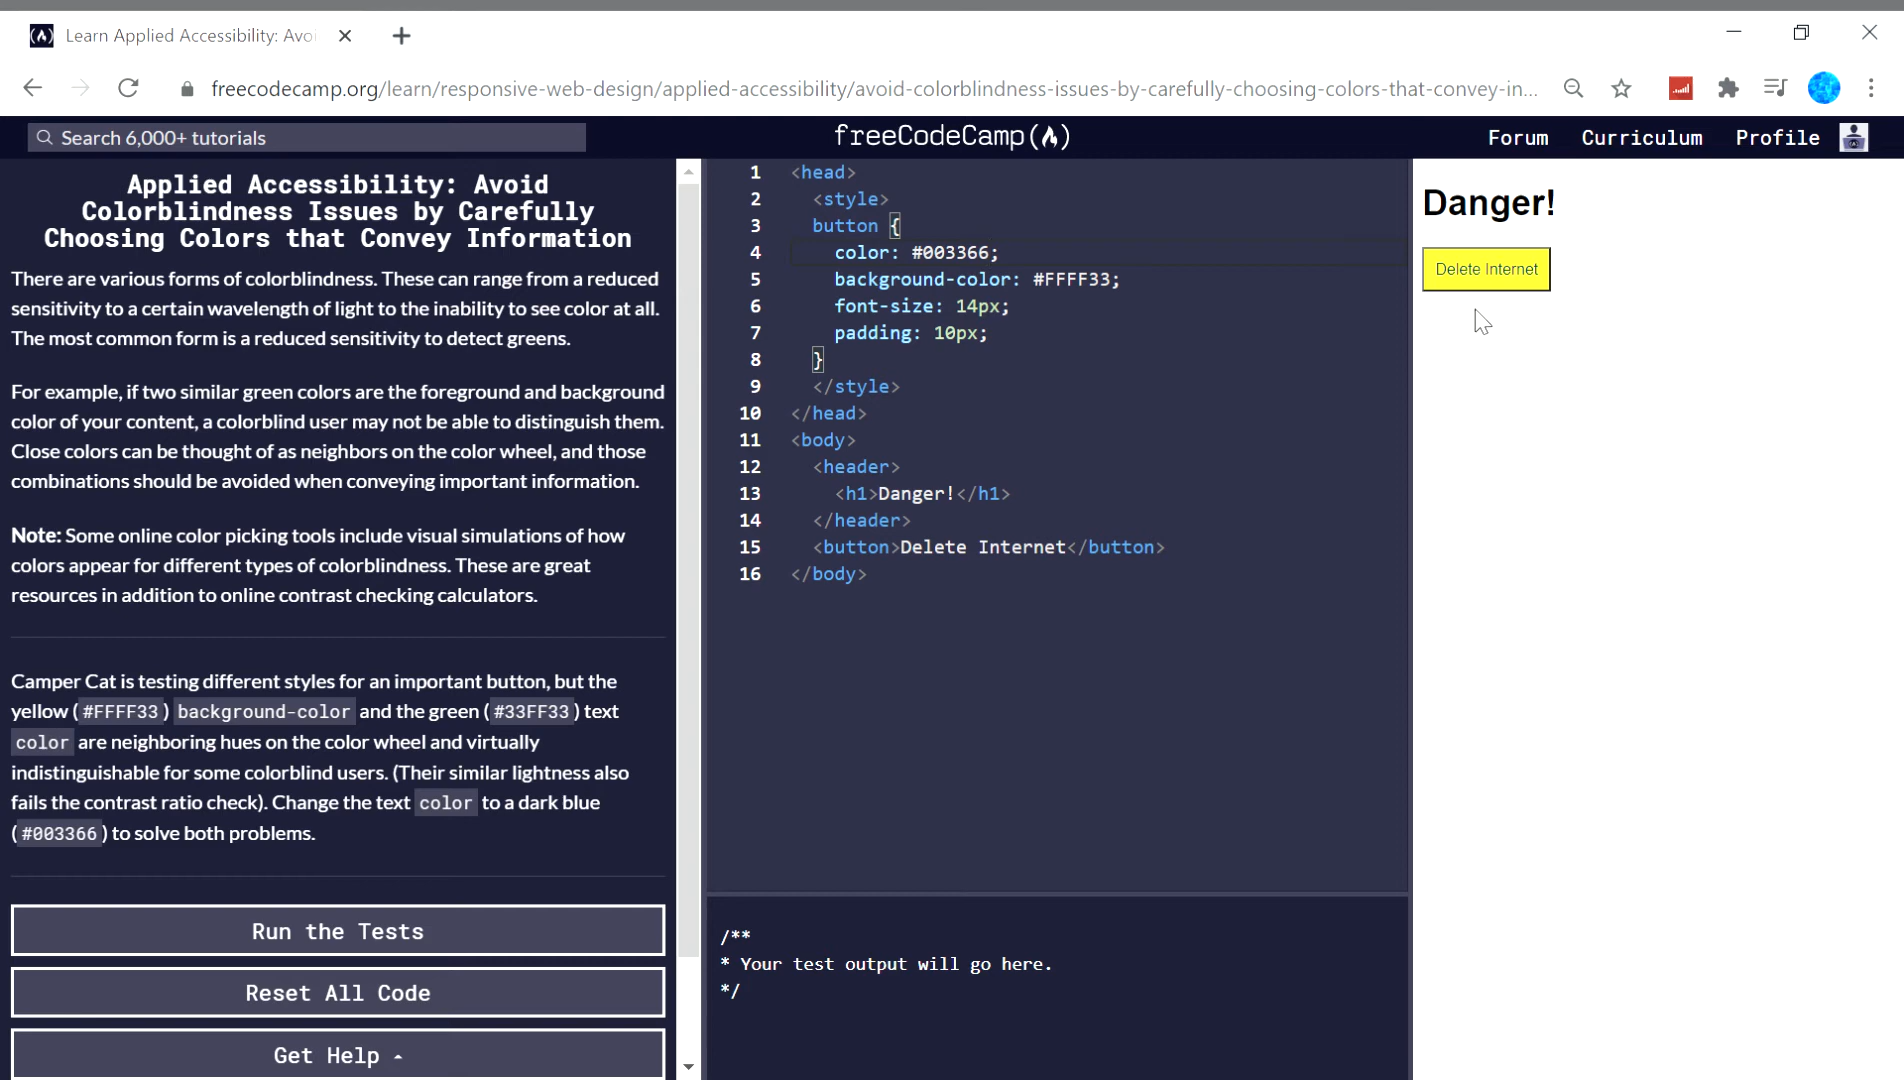 Learn Applied Accessibility: Avoi
freecodecamp.org/learn/responsive-web-design/applied-accessibility/avoid-colorblindness-issues-by-carefully-choosing-colors-that-convey-in...
Search 6,000+ tutorials
freeCodeCamp
Forum Curriculum Profile
Applied Accessibility: Avoid
Colorblindness Issues by Carefully
Choosing Colors that Convey Information
There are various forms of colorblindness. These can range from a reduced
sensitivity to a certain wavelength of light to the inability to see color at all.
The most common form is a reduced sensitivity to detect greens.
For example, if two similar green colors are the foreground and background
color of your content, a colorblind user may not be able to distinguish them.
Close colors can be thought of as neighbors on the color wheel, and those
combinations should be avoided when conveying important information.
Note: Some online color picking tools include visual simulations of how
colors appear for different types of colorblindness. These are great
resources in addition to online contrast checking calculators.
Camper Cat is testing different styles for an important button, but the
yellow (#FFFF33) background-color and the green (#33FF33) text
color are neighboring hues on the color wheel and virtually
indistinguishable for some colorblind users. (Their similar lightness also
fails the contrast ratio check). Change the text color to a dark blue
(#003366) to solve both problems.
Run the Tests
Reset All Code
Get Help
1 <head>
2 <style>
3 button {
4 color: #003366;
5 background-color: #FFFF33;
6 font-size: 14px;
7 padding: 10px;
8 }
9 </style>
10 </head>
11 <body>
12 <header>
13 <h1>Danger!</h1>
14 </header>
15 <button>Delete Internet</button>
16 </body>
/**
* Your test output will go here.
*/
Danger!
Delete Internet